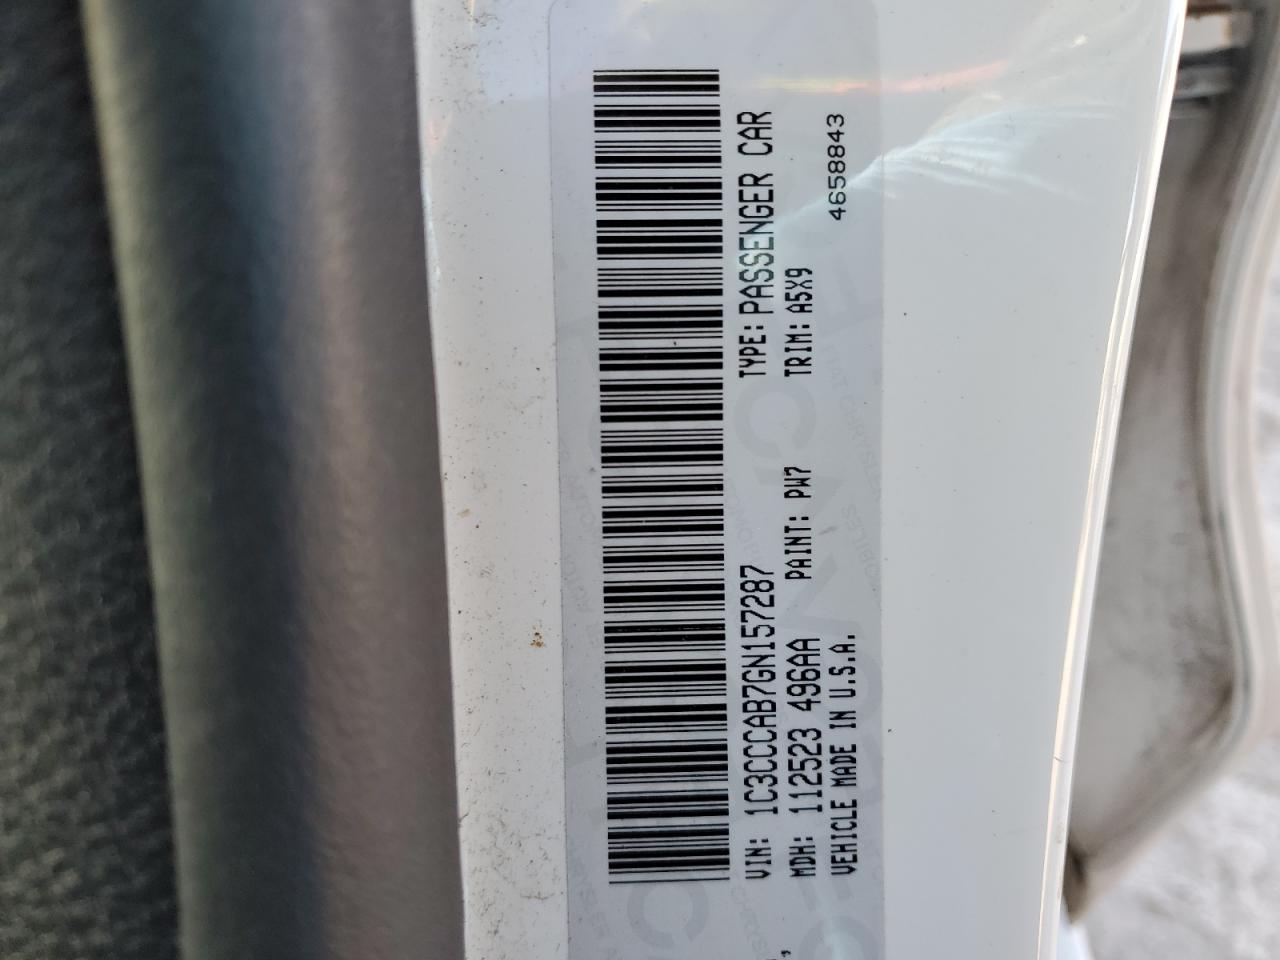 VIN: 1C3CCCAB7GN157287 TYPE: PASSENGER CAR
MDH: 112523 496AA PAINT: PW7 TRIM: A5X9
VEHICLE MADE IN U.S.A. 4658843